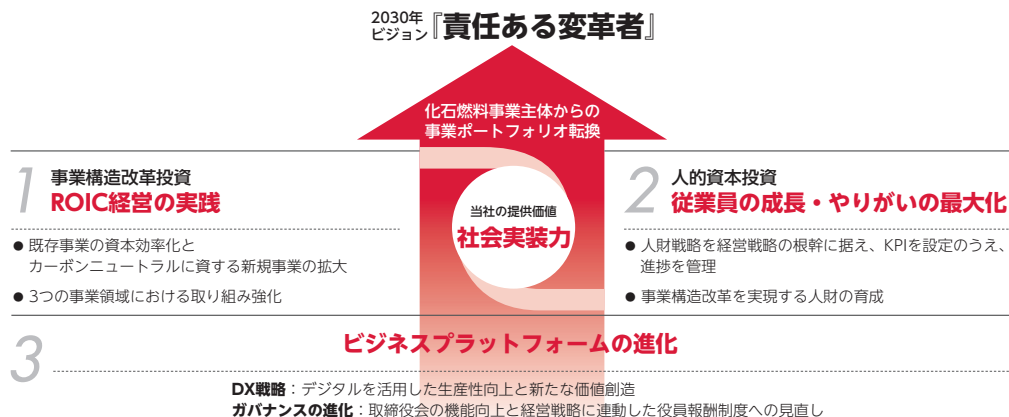 2030年
ビジョン『責任ある変革者』
化石燃料事業主体からの
事業ポートフォリオ転換
1 事業構造改革投資
ROIC経営の実践
● 既存事業の資本効率化と
カーボンニュートラルに資する新規事業の拡大
● 3つの事業領域における取り組み強化
当社の提供価値
社会実装力
2 人的資本投資
従業員の成長・やりがいの最大化
● 人財戦略を経営戦略の根幹に据え、KPIを設定のうえ、
進捗を管理
● 事業構造改革を実現する人財の育成
3 ビジネスプラットフォームの進化
DX戦略：デジタルを活用した生産性向上と新たな価値創造
ガバナンスの進化：取締役会の機能向上と経営戦略に連動した役員報酬制度への見直し